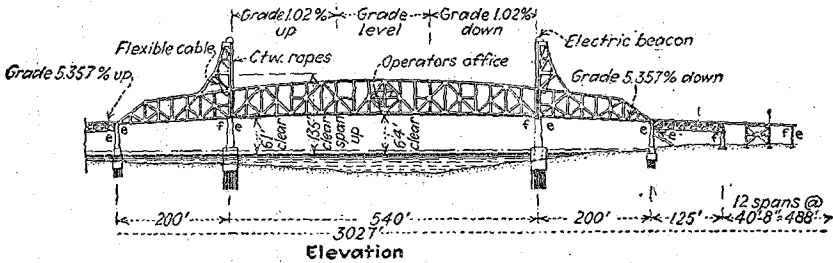 Grade 1.02% up
Grade level
Grade 1.02% down
Flexible cable
Ctw. ropes
Electric beacon
Operators office
Grade 5.357% up
Grade 5.357% down
e
e
f
e
f
e
e
e
f
f
e
f
f
e
61' clear
135' clear span up
64' clear
200'
540'
200'
125'
12 spans @
40'-8"=488'
3027'
Elevation